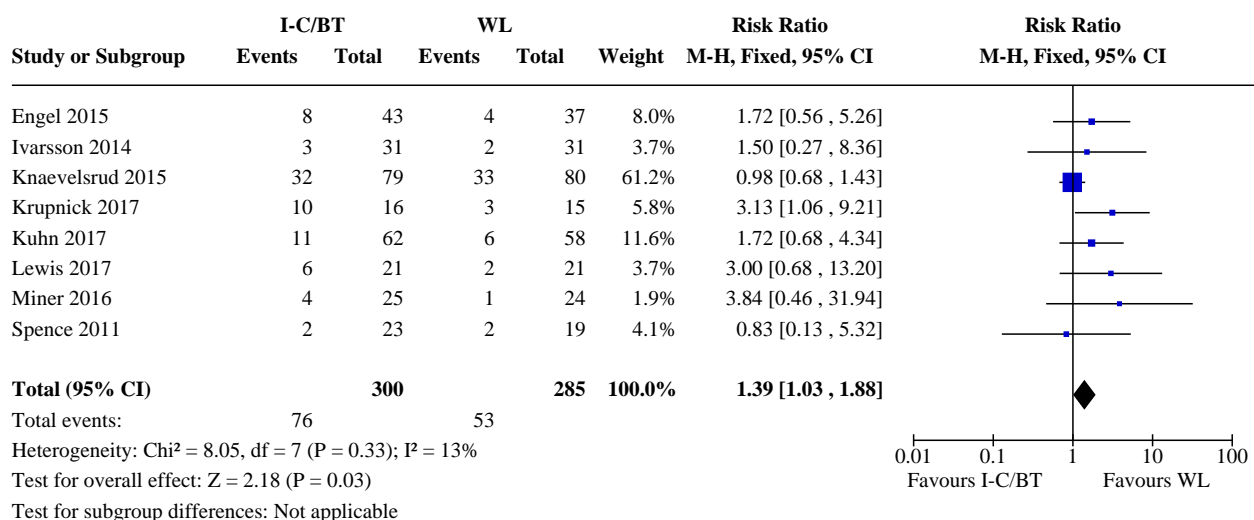 I-C/BT WL Risk Ratio Risk Ratio
Study or Subgroup Events Total Events Total Weight M-H, Fixed, 95% CI M-H, Fixed, 95% CI
Engel 2015 8 43 4 37 8.0% 1.72 [0.56 , 5.26]
Ivarsson 2014 3 31 2 31 3.7% 1.50 [0.27 , 8.36]
Knaevelsrud 2015 32 79 33 80 61.2% 0.98 [0.68 , 1.43]
Krupnick 2017 10 16 3 15 5.8% 3.13 [1.06 , 9.21]
Kuhn 2017 11 62 6 58 11.6% 1.72 [0.68 , 4.34]
Lewis 2017 6 21 2 21 3.7% 3.00 [0.68 , 13.20]
Miner 2016 4 25 1 24 1.9% 3.84 [0.46 , 31.94]
Spence 2011 2 23 2 19 4.1% 0.83 [0.13 , 5.32]
Total (95% CI) 300 285 100.0% 1.39 [1.03 , 1.88]
Total events: 76 53
Heterogeneity: Chi² = 8.05, df = 7 (P = 0.33); I² = 13%
0.01 0.1 1 10 100
Test for overall effect: Z = 2.18 (P = 0.03)
Favours I-C/BT Favours WL
Test for subgroup differences: Not applicable